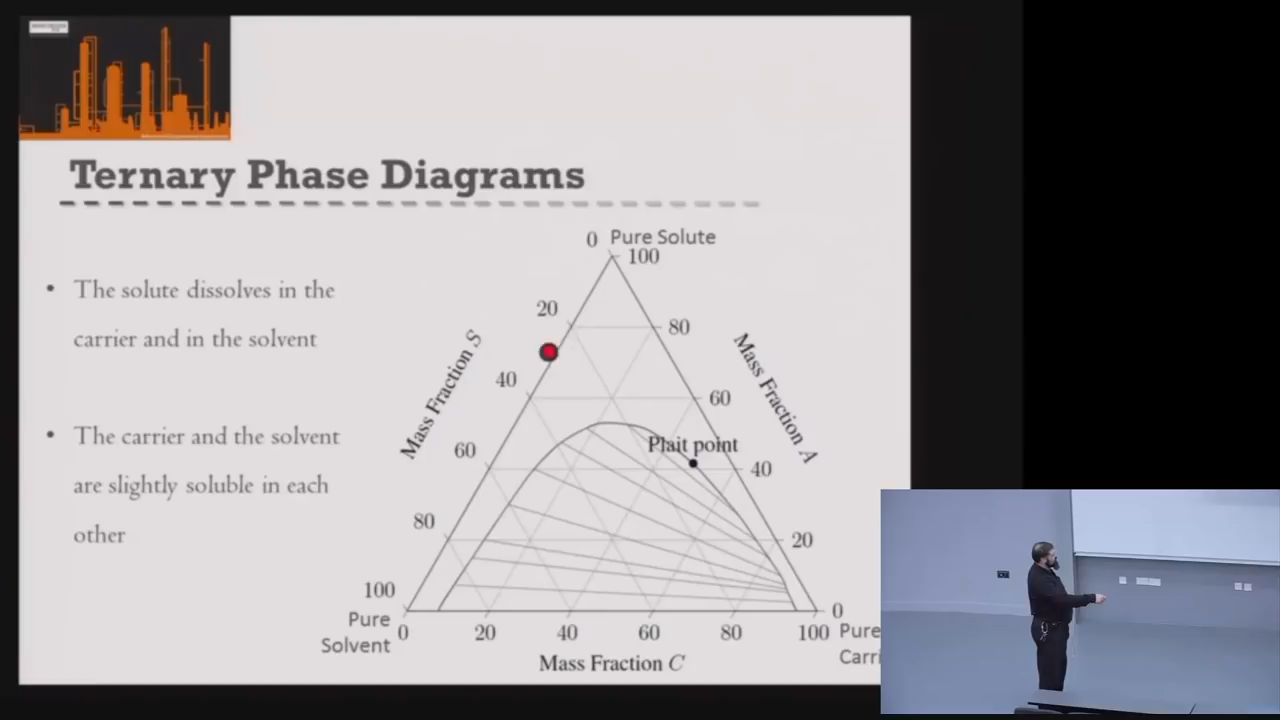 Ternary Phase Diagrams
• The solute dissolves in the
carrier and in the solvent
• The carrier and the solvent
are slightly soluble in each
other
0 Pure Solute
100
20
80
Mass Fraction S
Mass Fraction A
40
60
Plait point
60
40
80
20
100
0
Pure
Solvent
0 20 40 60 80 100
Pure
Carri
Mass Fraction C